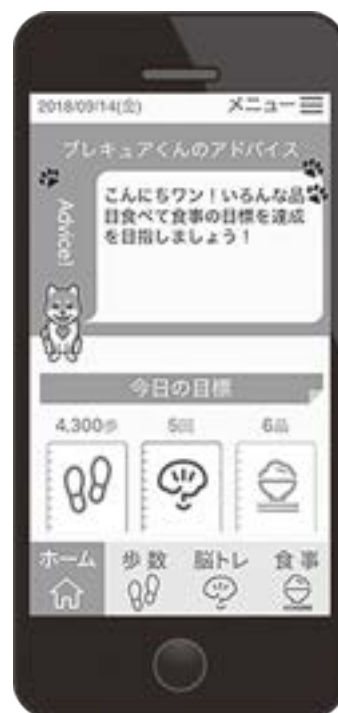 2018/09/14(金) メニュー
プレキュアくんのアドバイス
Advice!
こんにちワン！いろんな品
目食べて食事の目標を達成
を目指しましょう！
今日の目標
4,300歩 5回 6品
ホーム 歩数 脳トレ 食事